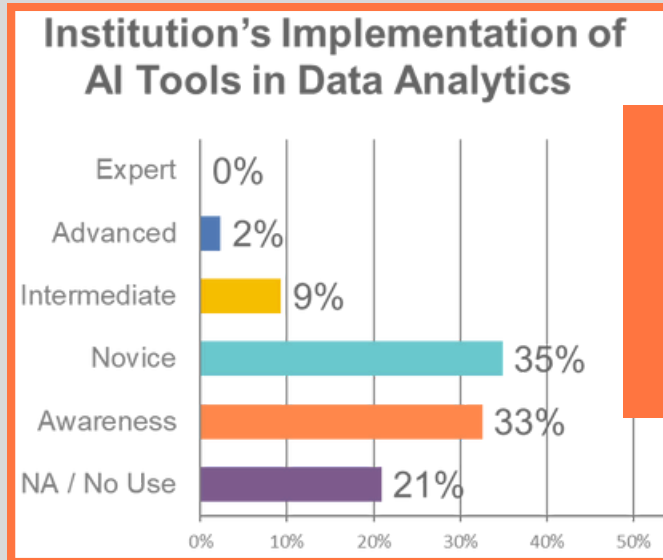 Institution’s Implementation of
AI Tools in Data Analytics
Expert 0%
Advanced 2%
Intermediate 9%
Novice 35%
Awareness 33%
NA / No Use 21%
0% 10% 20% 30% 40% 50%